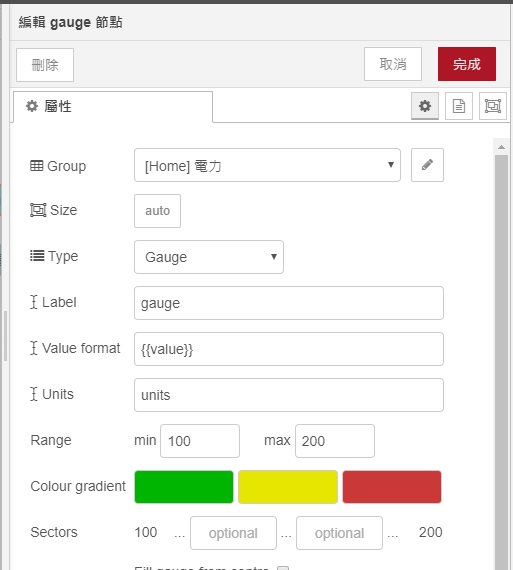 編輯 gauge 節點
刪除 取消 完成
屬性
Group [Home] 電力
Size auto
Type Gauge
Label gauge
Value format {{value}}
Units units
Range min 100 max 200
Colour gradient
Sectors 100 ... optional ... optional ... 200
Fill gauge from centre